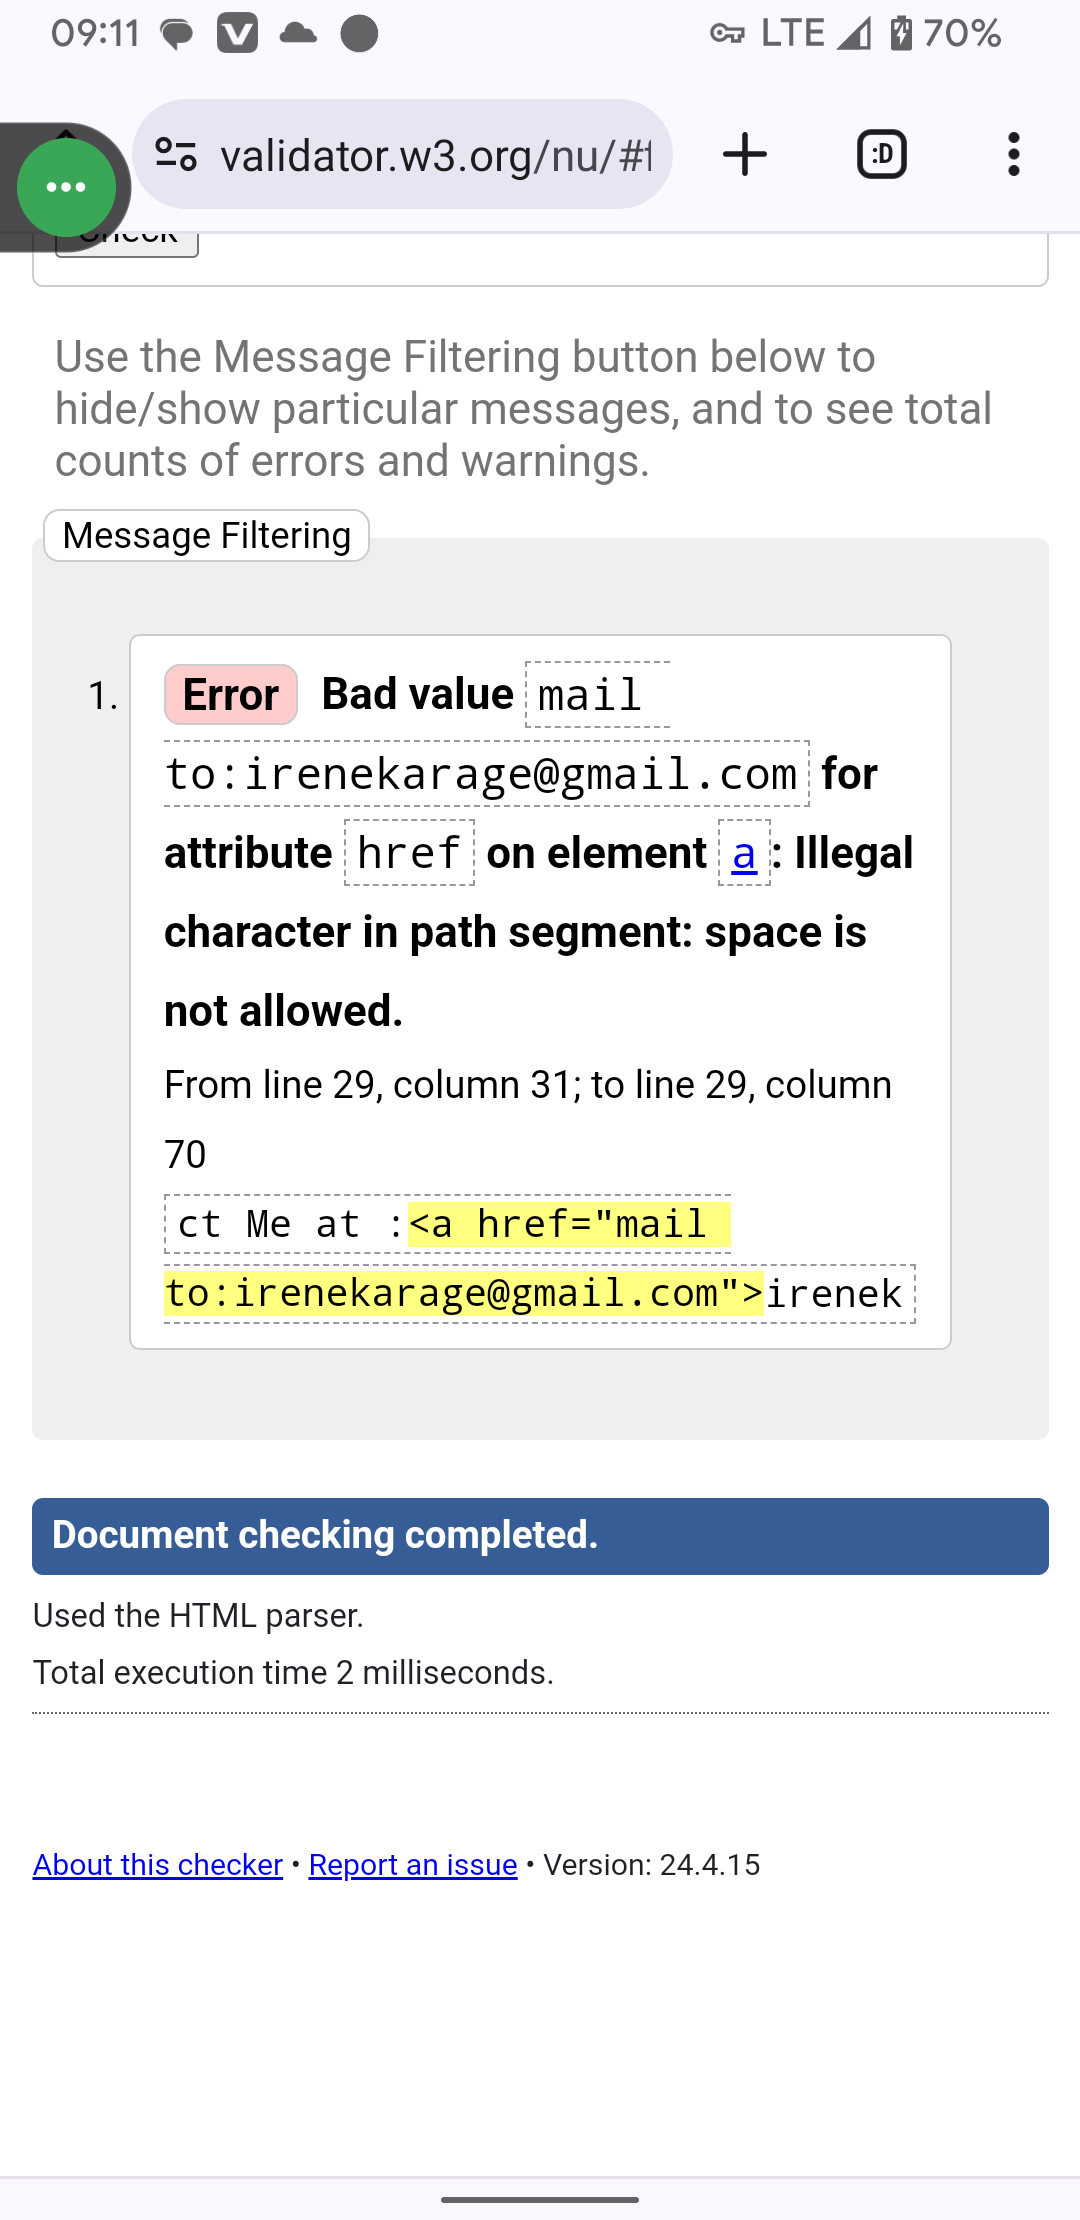 09:11
LTE
70%
validator.w3.org/nu/#t
:D
Check
Use the Message Filtering button below to
hide/show particular messages, and to see total
counts of errors and warnings.
Message Filtering
1. Error Bad value mail
to:irenekarage@gmail.com for
attribute href on element a: Illegal
character in path segment: space is
not allowed.
From line 29, column 31; to line 29, column
70
ct Me at :<a href="mail
to:irenekarage@gmail.com">irenek
Document checking completed.
Used the HTML parser.
Total execution time 2 milliseconds.
About this checker • Report an issue • Version: 24.4.15